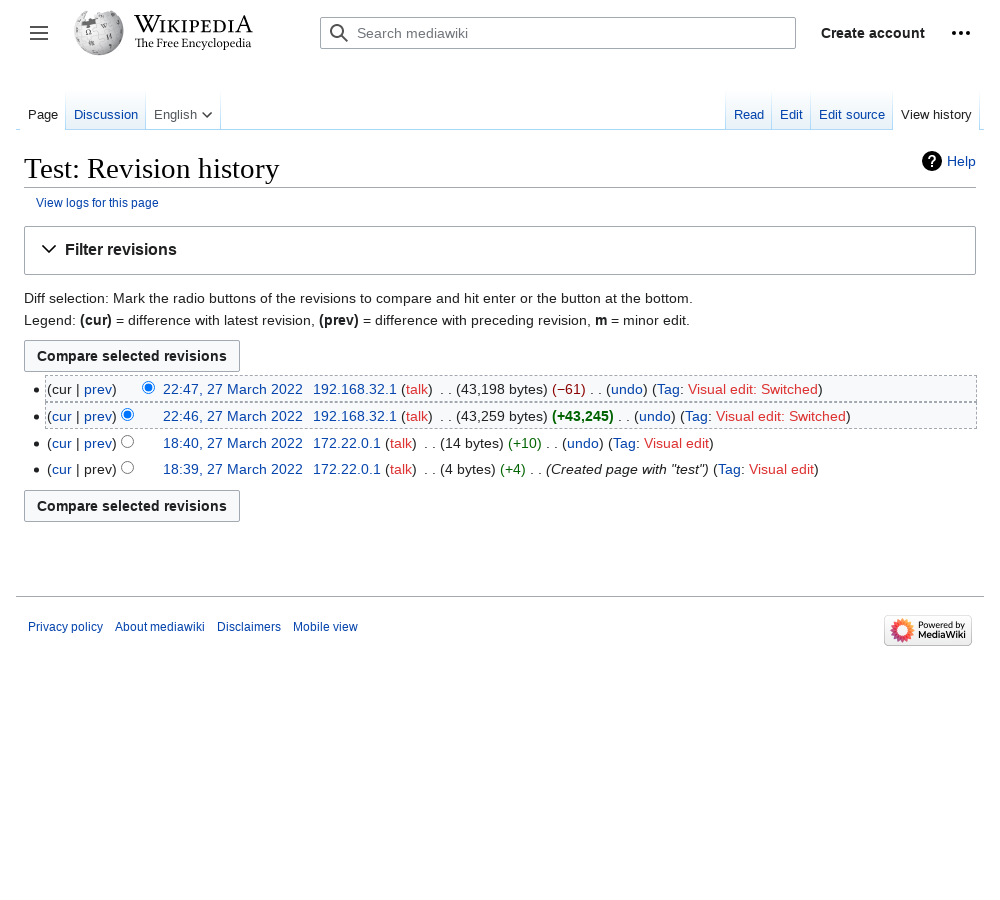 WIKIPEDIA
The Free Encyclopedia
Search mediawiki
Create account
Page
Discussion
English
Read
Edit
Edit source
View history
Test: Revision history
Help
View logs for this page
Filter revisions
Diff selection: Mark the radio buttons of the revisions to compare and hit enter or the button at the bottom.
Legend: (cur) = difference with latest revision, (prev) = difference with preceding revision, m = minor edit.
Compare selected revisions
(cur | prev) 22:47, 27 March 2022 192.168.32.1 (talk) . . (43,198 bytes) (−61) . . (undo) (Tag: Visual edit: Switched)
(cur | prev) 22:46, 27 March 2022 192.168.32.1 (talk) . . (43,259 bytes) (+43,245) . . (undo) (Tag: Visual edit: Switched)
(cur | prev) 18:40, 27 March 2022 172.22.0.1 (talk) . . (14 bytes) (+10) . . (undo) (Tag: Visual edit)
(cur | prev) 18:39, 27 March 2022 172.22.0.1 (talk) . . (4 bytes) (+4) . . (Created page with "test") (Tag: Visual edit)
Compare selected revisions
Privacy policy
About mediawiki
Disclaimers
Mobile view
Powered by
MediaWiki